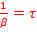 1/β = τ